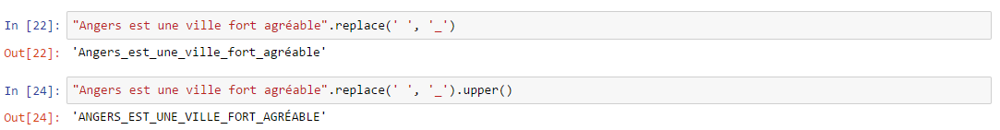 In [22]: "Angers est une ville fort agréable".replace(' ', '_')
Out[22]: 'Angers_est_une_ville_fort_agréable'
In [24]: "Angers est une ville fort agréable".replace(' ', '_').upper()
Out[24]: 'ANGERS_EST_UNE_VILLE_FORT_AGRÉABLE'